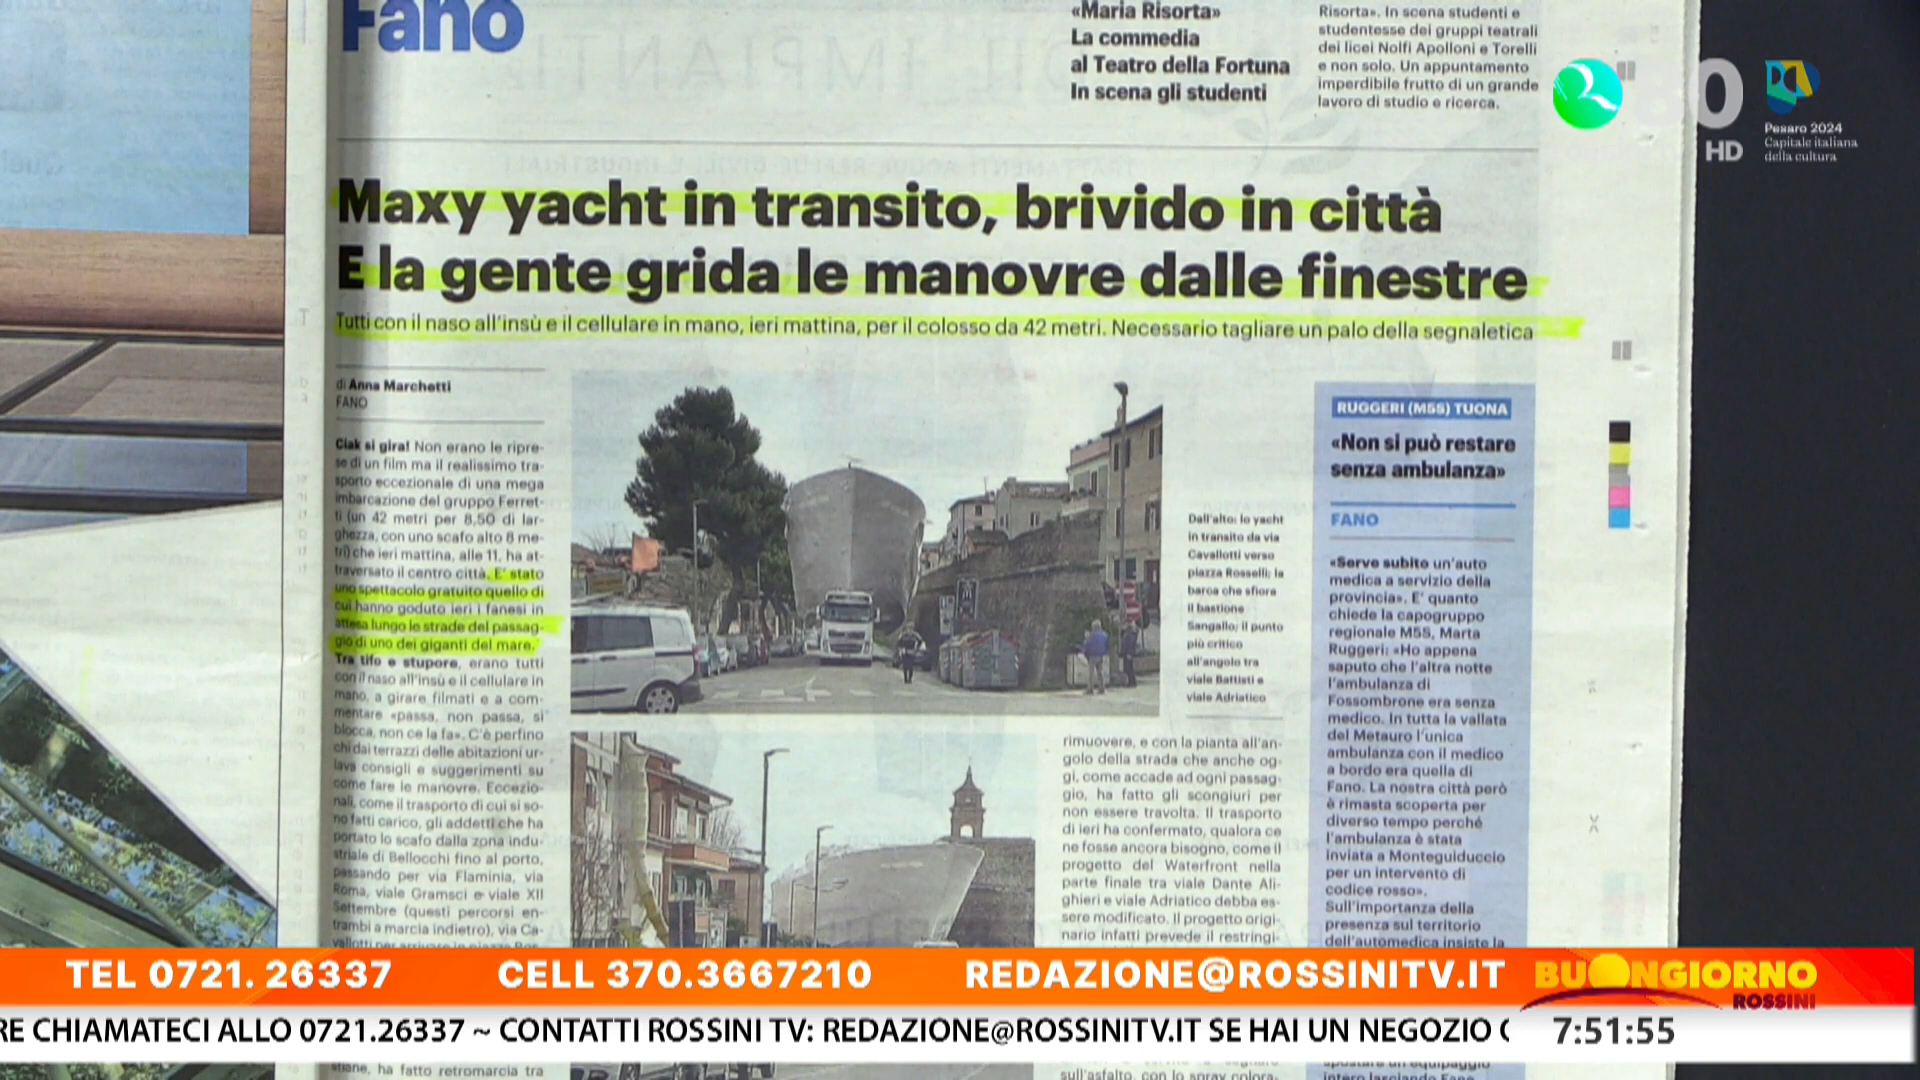 Fano
«Maria Risorta»
La commedia
al Teatro della Fortuna
In scena gli studenti
Risorta». In scena studenti e
studentesse dei gruppi teatrali
dei licei Nolfi Apolloni e Torelli
e non solo. Un appuntamento
imperdibile frutto di un grande
lavoro di studio e ricerca.
80
HD
Pesaro 2024
Capitale italiana
della cultura
Maxy yacht in transito, brivido in città
E la gente grida le manovre dalle finestre
Tutti con il naso all'insù e il cellulare in mano, ieri mattina, per il colosso da 42 metri. Necessario tagliare un palo della segnaletica
di Anna Marchetti
FANO
Ciak si gira! Non erano le ripre-
se di un film ma il realissimo tra-
sporto eccezionale di una mega
imbarcazione del gruppo Ferret-
ti (un 42 metri per 8,50 di lar-
ghezza, con uno scafo alto 8 me-
tri) che ieri mattina, alle 11, ha at-
traversato il centro città. E' stato
uno spettacolo gratuito quello di
cui hanno goduto ieri i fanesi in
attesa lungo le strade del passag-
gio di uno dei giganti del mare.
Tra tifo e stupore, erano tutti
con il naso all'insù e il cellulare in
mano, a girare filmati e a com-
mentare «passa, non passa, si
blocca, non ce la fa». C'è perfino
chi dai terrazzi delle abitazioni ur-
lava consigli e suggerimenti su
come fare le manovre. Eccezio-
nali, come il trasporto di cui si so-
no fatti carico, gli addetti che ha
portato lo scafo dalla zona indu-
striale di Bellocchi fino al porto,
passando per via Flaminia, via
Roma, viale Gramsci e viale XII
Settembre (questi percorsi en-
trambi a marcia indietro), via Ca-
vallotti per arrivare in piazza Ros-
stiane, ha fatto retromarcia tra
Dall'alto: lo yacht
in transito da via
Cavallotti verso
piazza Rosselli; la
barca che sfiora
il bastione
Sangallo; il punto
più critico
all'angolo tra
viale Battisti e
viale Adriatico
rimuovere, e con la pianta all'an-
golo della strada che anche og-
gi, come accade ad ogni passag-
gio, ha fatto gli scongiuri per
non essere travolta. Il trasporto
di ieri ha confermato, qualora ce
ne fosse ancora bisogno, come il
progetto del Waterfront nella
parte finale tra viale Dante Ali-
ghieri e viale Adriatico debba es-
sere modificato. Il progetto origi-
nario infatti prevede il restringi-
sull'asfalto, con lo spray colora-
RUGGERI (M5S) TUONA
«Non si può restare
senza ambulanza»
FANO
«Serve subito un'auto
medica a servizio della
provincia». E' quanto
chiede la capogruppo
regionale M5S, Marta
Ruggeri: «Ho appena
saputo che l'altra notte
l'ambulanza di
Fossombrone era senza
medico. In tutta la vallata
del Metauro l'unica
ambulanza con il medico
a bordo era quella di
Fano. La nostra città però
è rimasta scoperta per
diverso tempo perché
l'ambulanza è stata
inviata a Monteguiduccio
per un intervento di
codice rosso».
Sull'importanza della
presenza sul territorio
dell'automedica insiste la
TEL 0721. 26337 CELL 370.3667210 REDAZIONE@ROSSINITV.IT BUONGIORNO
ROSSINI
RE CHIAMATECI ALLO 0721.26337 ~ CONTATTI ROSSINI TV: REDAZIONE@ROSSINITV.IT SE HAI UN NEGOZIO
7:51:55